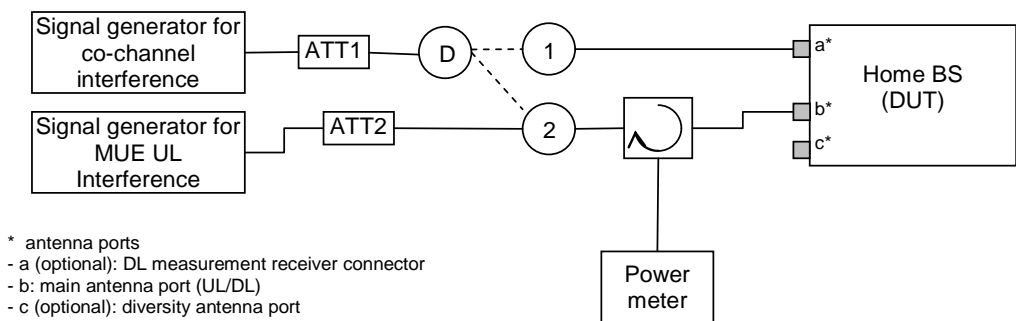 Signal generator for
co-channel
interference
ATT1
D
1
a*
Home BS
(DUT)
b*
c*
Signal generator for
MUE UL
Interference
ATT2
2
Power
meter
* antenna ports
- a (optional): DL measurement receiver connector
- b: main antenna port (UL/DL)
- c (optional): diversity antenna port